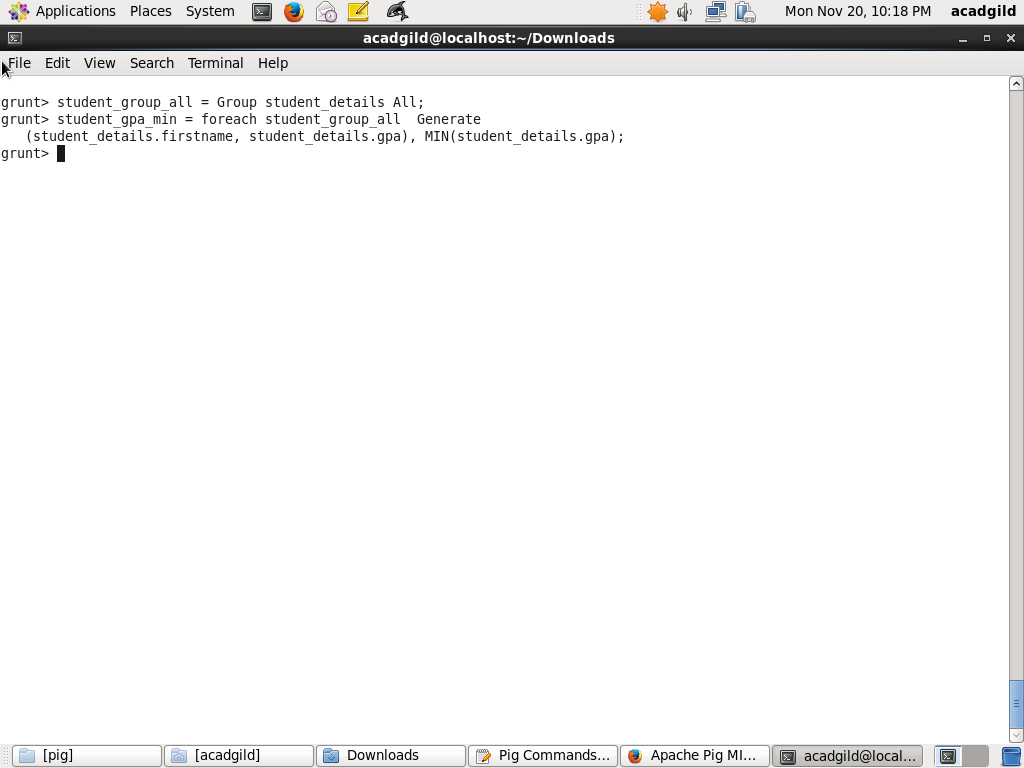 Applications Places System Mon Nov 20, 10:18 PM acadgild
acadgild@localhost:~/Downloads
File Edit View Search Terminal Help
grunt> student_group_all = Group student_details All;
grunt> student_gpa_min = foreach student_group_all  Generate
   (student_details.firstname, student_details.gpa), MIN(student_details.gpa);
grunt>
[pig] [acadgild] Downloads Pig Commands... Apache Pig MI... acadgild@local...